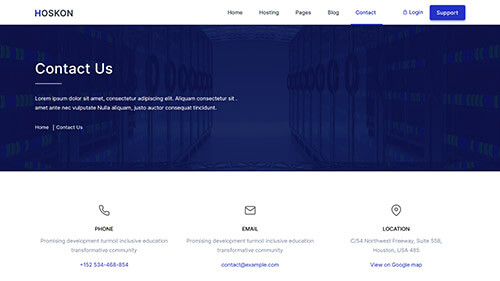 HOSKON
Home Hosting Pages Blog Contact Login Support
Contact Us
Lorem ipsum dolor sit amet, consectetur adipiscing elit. Aliquam consectetur sit .
amet ante nec vulputate Nulla aliquam, justo auctor consequat tincidunt.
Home | Contact Us
PHONE EMAIL LOCATION
Promising development turmoil inclusive education Promising development turmoil inclusive education C/54 Northwest Freeway, Suite 558,
transformative community transformative community Houston, USA 485
+152 534-468-854 contact@example.com View on Google map